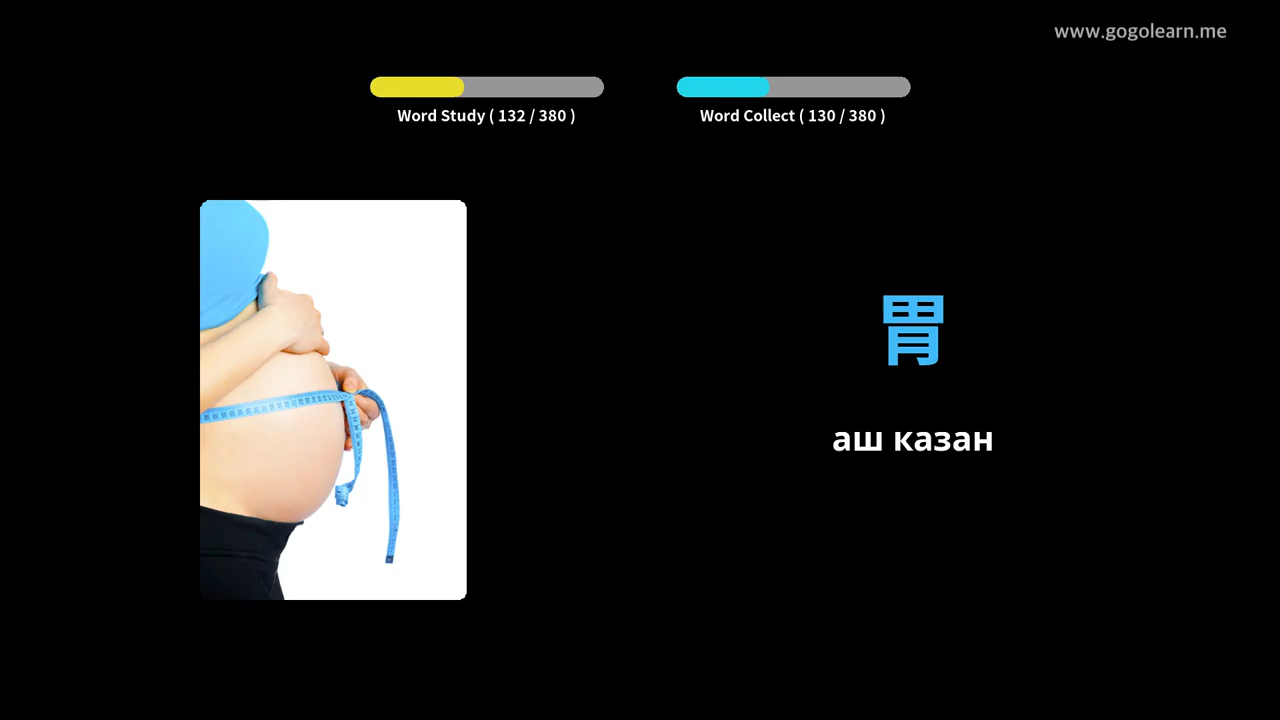 www.gogolearn.me
Word Study ( 132 / 380 )
Word Collect ( 130 / 380 )
胃
аш казан